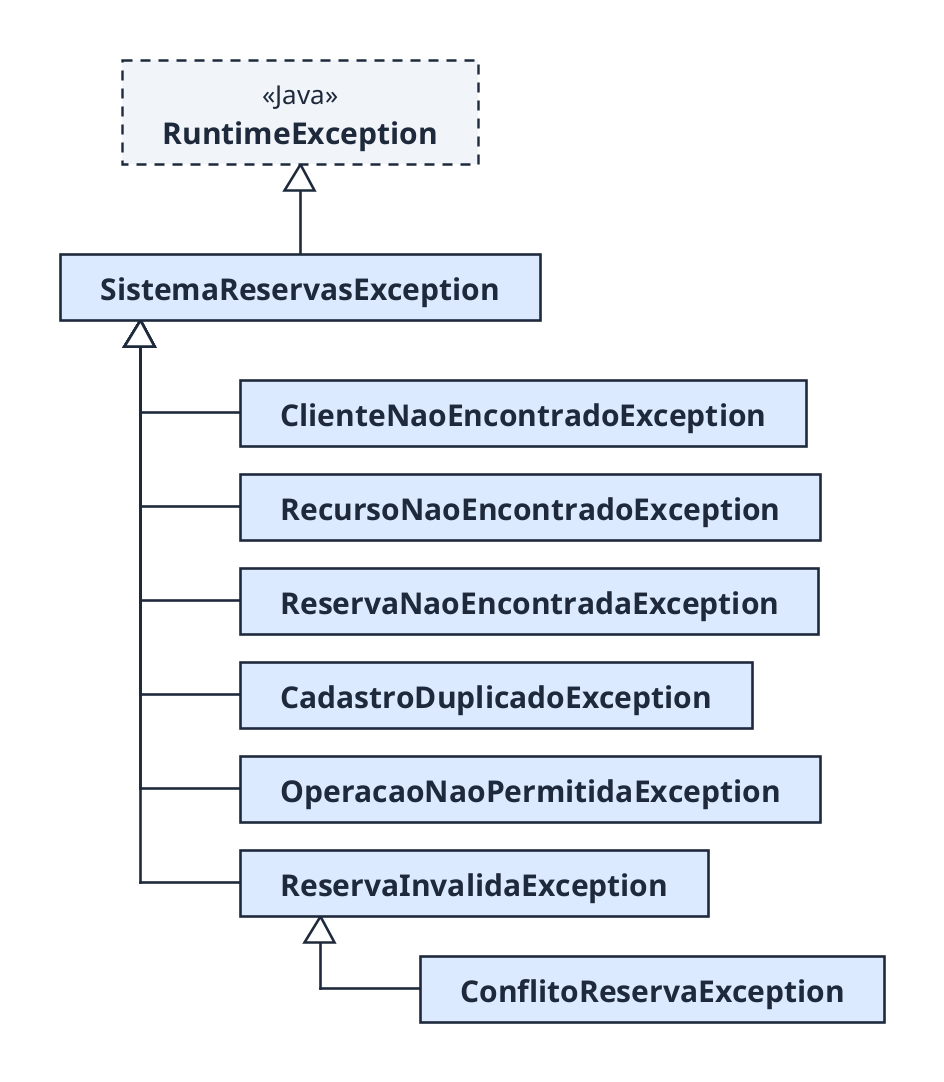 «Java»
RuntimeException
SistemaReservasException
ClienteNaoEncontradoException
RecursoNaoEncontradoException
ReservaNaoEncontradaException
CadastroDuplicadoException
OperacaoNaoPermitidaException
ReservaInvalidaException
ConflitoReservaException